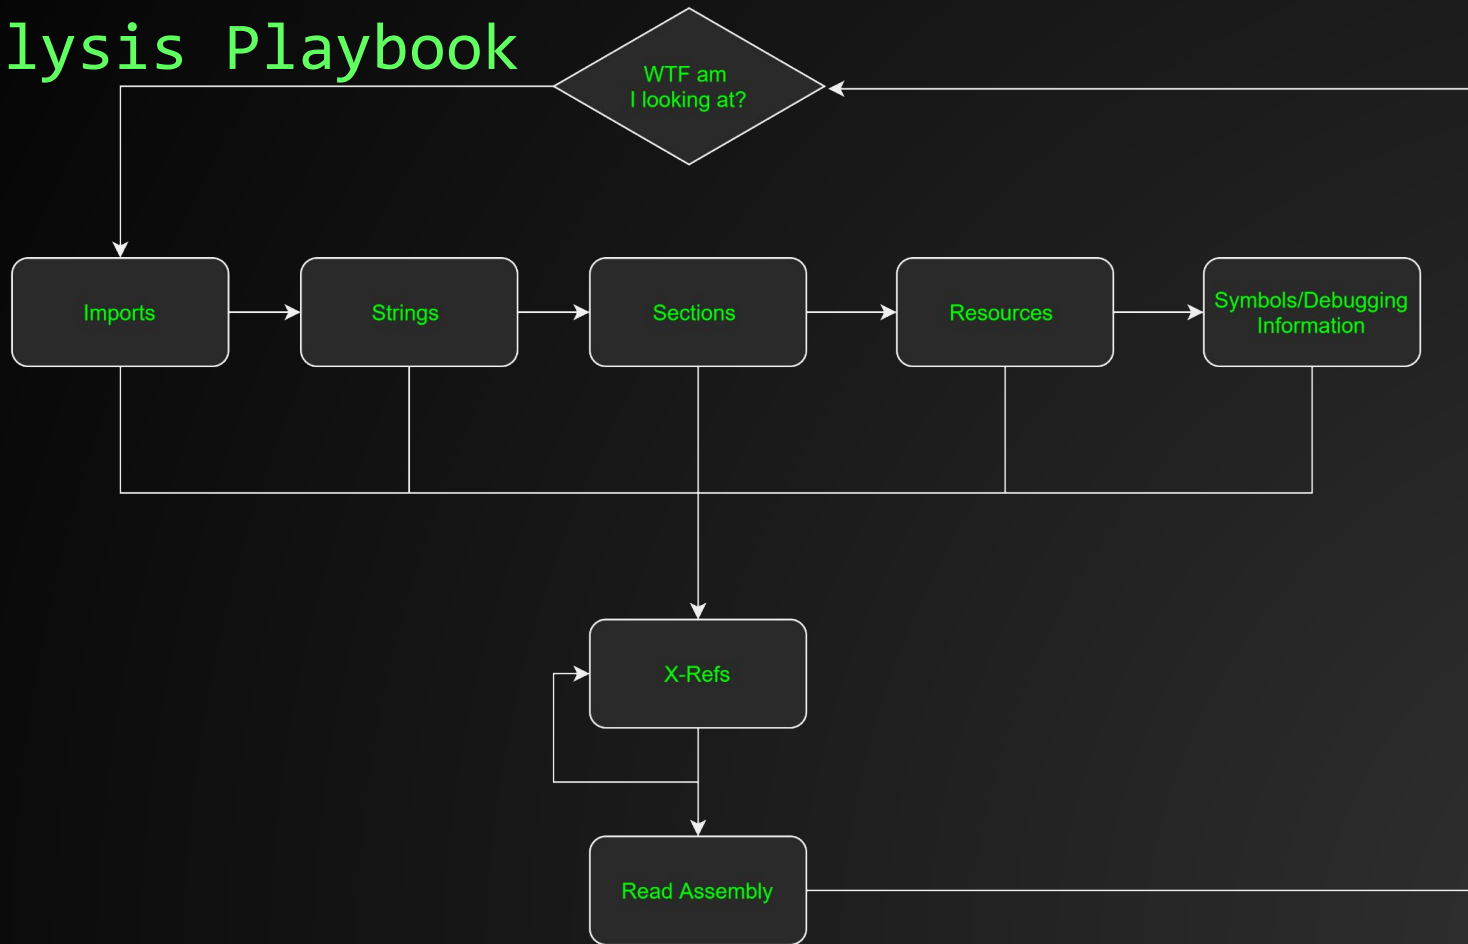 lysis Playbook
WTF am
I looking at?
Imports
Strings
Sections
Resources
Symbols/Debugging
Information
X-Refs
Read Assembly